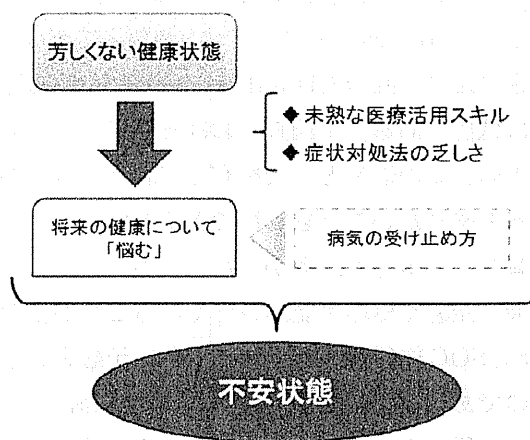 芳しくない健康状態
◆ 未熟な医療活用スキル
◆ 症状対処法の乏しさ
将来の健康について
「悩む」
病気の受け止め方
不安状態